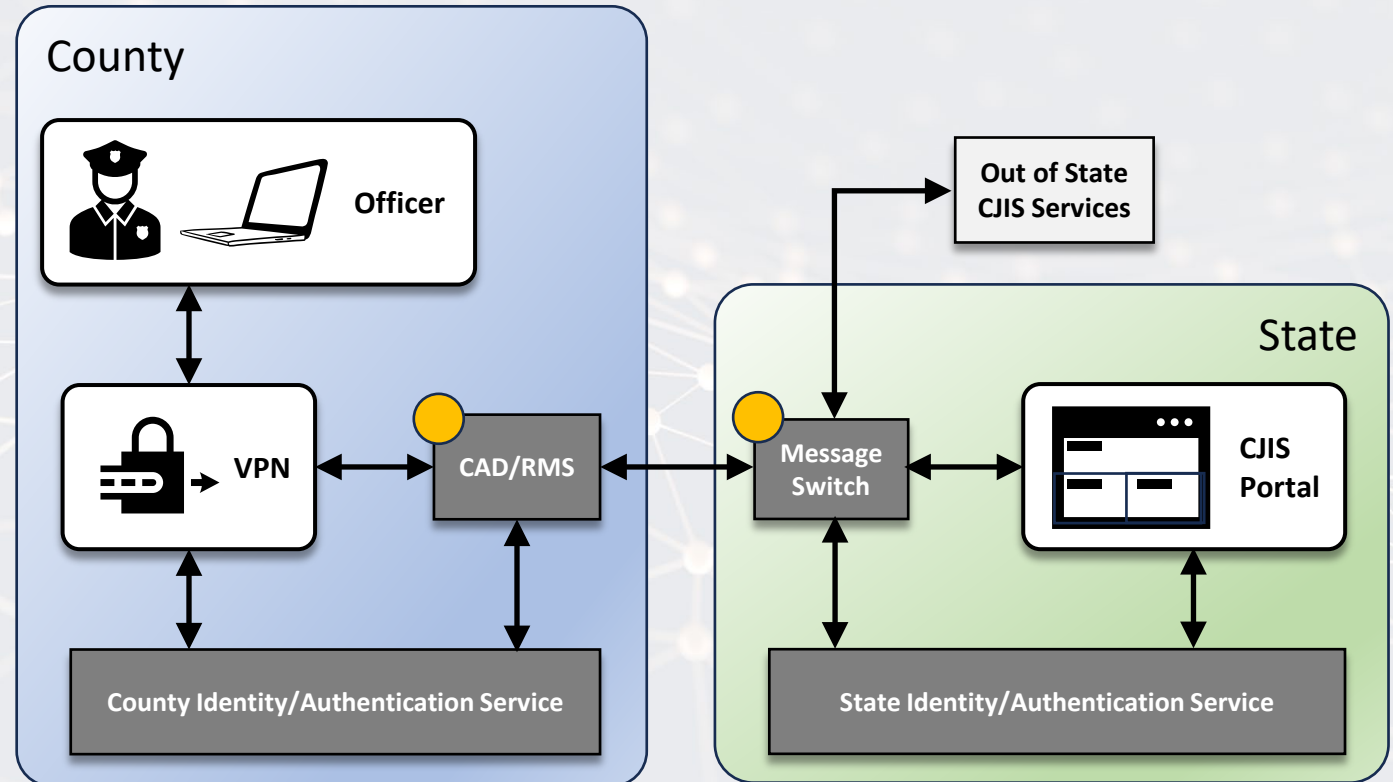 County
Officer
Out of State
CJIS Services
State
VPN
CAD/RMS
Message
Switch
CJIS
Portal
County Identity/Authentication Service
State Identity/Authentication Service